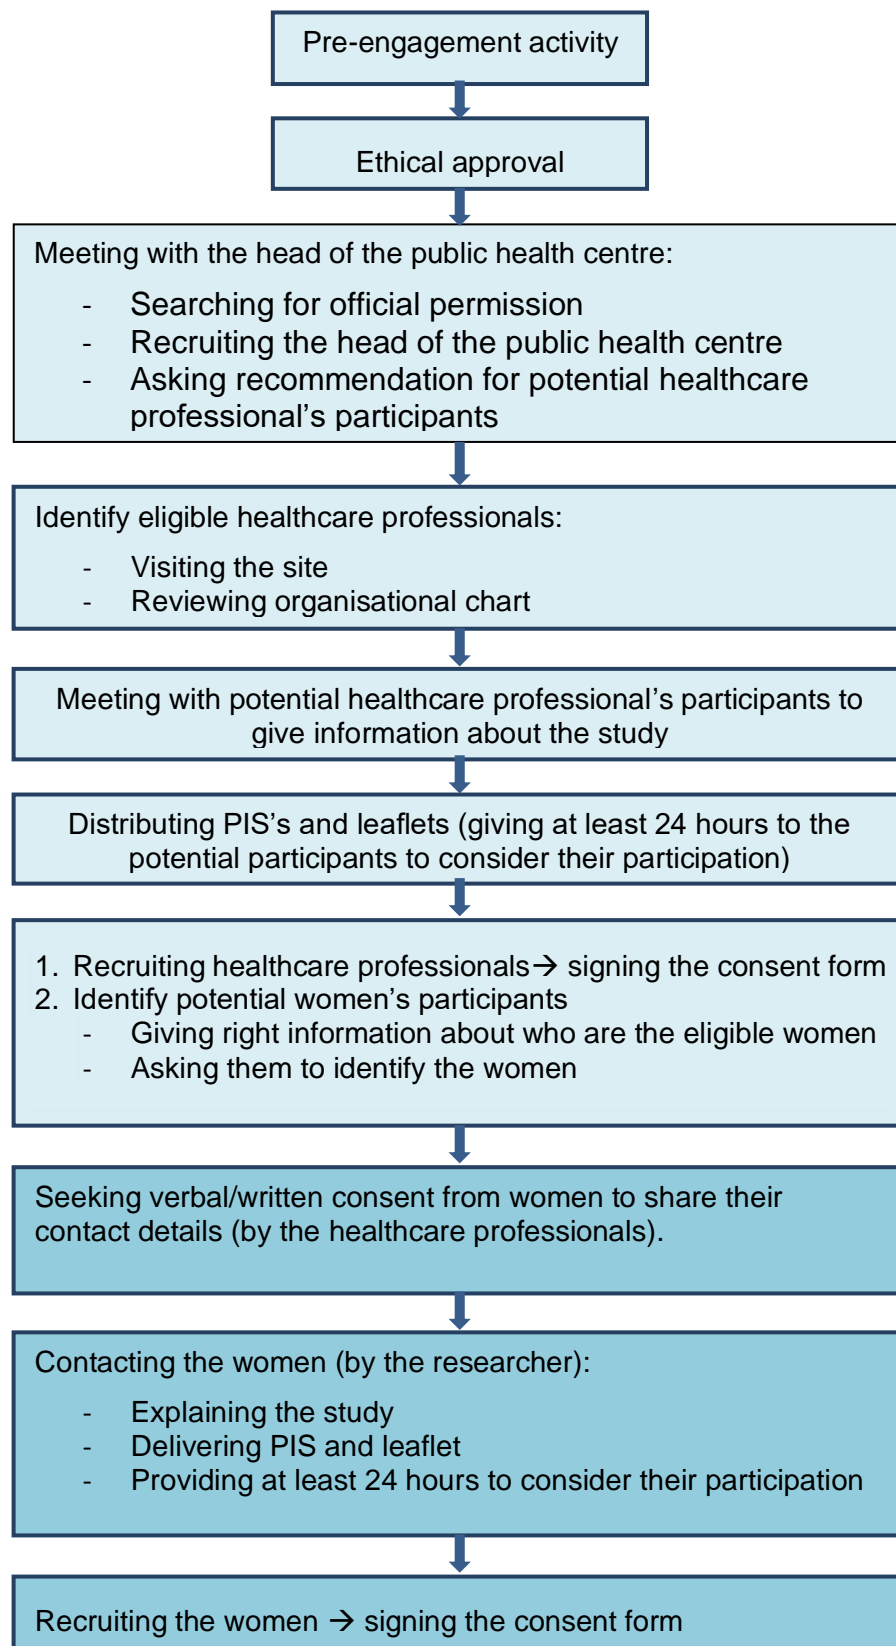 Pre-engagement activity
Ethical approval
Meeting with the head of the public health centre:
- Searching for official permission
- Recruiting the head of the public health centre
- Asking recommendation for potential healthcare
professional’s participants
Identify eligible healthcare professionals:
- Visiting the site
- Reviewing organisational chart
Meeting with potential healthcare professional’s participants to
give information about the study
Distributing PIS’s and leaflets (giving at least 24 hours to the
potential participants to consider their participation)
1. Recruiting healthcare professionals→ signing the consent form
2. Identify potential women’s participants
- Giving right information about who are the eligible women
- Asking them to identify the women
Seeking verbal/written consent from women to share their
contact details (by the healthcare professionals).
Contacting the women (by the researcher):
- Explaining the study
- Delivering PIS and leaflet
- Providing at least 24 hours to consider their participation
Recruiting the women → signing the consent form